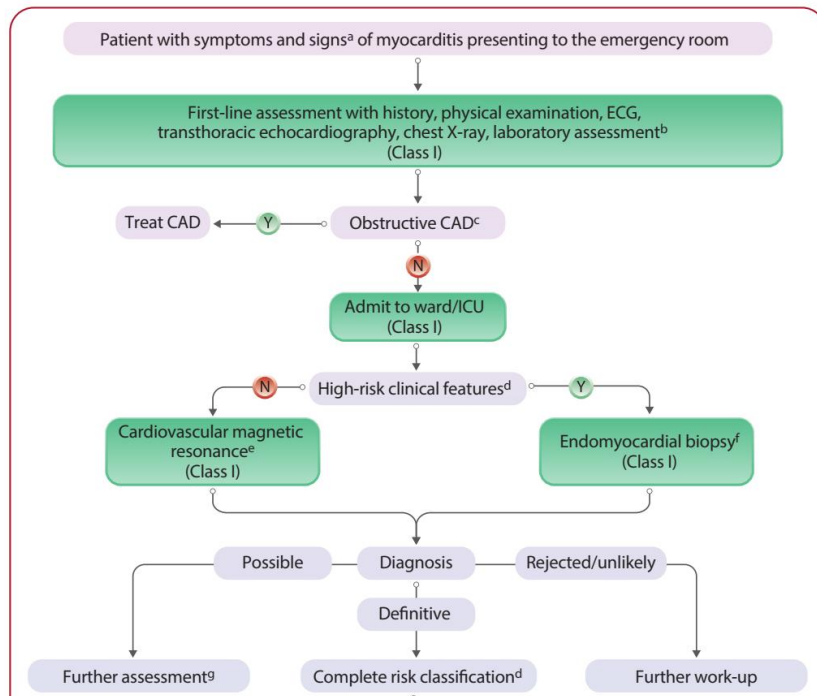 Patient with symptoms and signsᵃ of myocarditis presenting to the emergency room
First-line assessment with history, physical examination, ECG,
transthoracic echocardiography, chest X-ray, laboratory assessmentᵇ
(Class I)
Treat CAD
Y
Obstructive CADᶜ
N
Admit to ward/ICU
(Class I)
N
High-risk clinical featuresᵈ
Y
Cardiovascular magnetic
resonanceᵉ
(Class I)
Endomyocardial biopsyᶠ
(Class I)
Possible
Diagnosis
Rejected/unlikely
Definitive
Further assessmentᵍ
Complete risk classificationᵈ
Further work-up